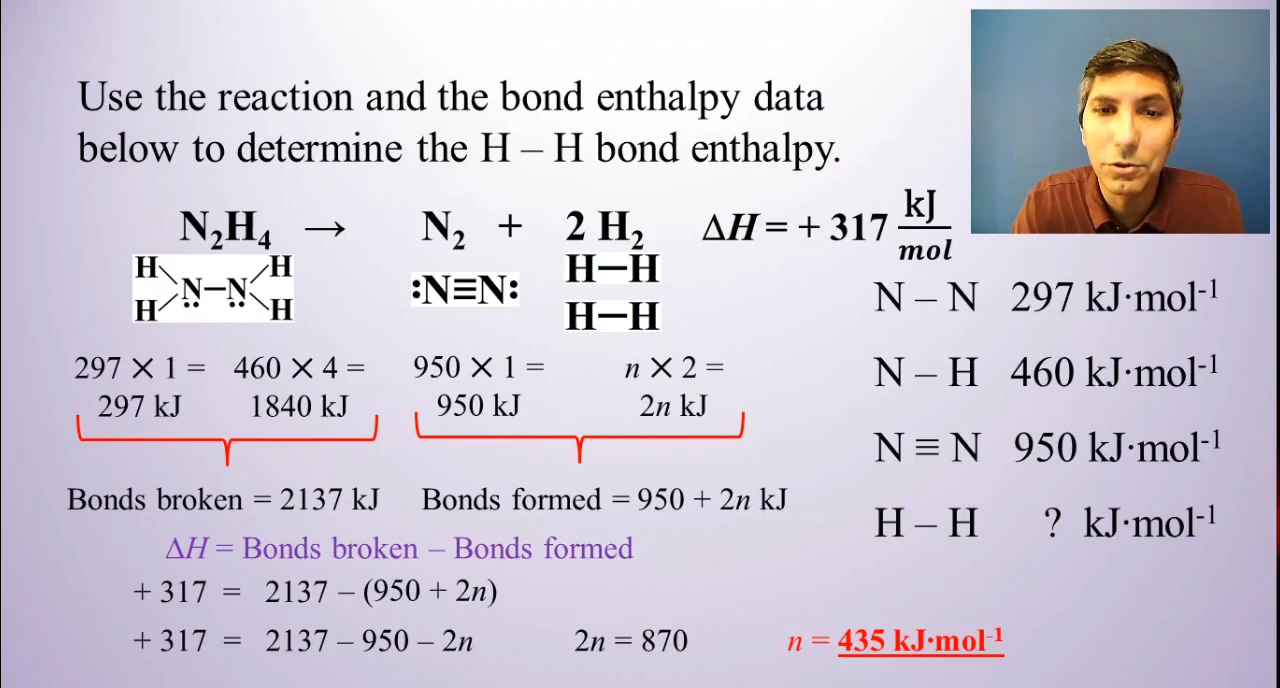 Use the reaction and the bond enthalpy data
below to determine the H – H bond enthalpy.
N₂H₄ → N₂ + 2 H₂ ΔH = + 317 kJ/mol
H H H–H
N–N :N≡N:
H H H–H
N – N 297 kJ·mol⁻¹
297 × 1 = 460 × 4 = 950 × 1 = n × 2 =
297 kJ 1840 kJ 950 kJ 2n kJ
N – H 460 kJ·mol⁻¹
N ≡ N 950 kJ·mol⁻¹
Bonds broken = 2137 kJ Bonds formed = 950 + 2n kJ
H – H ? kJ·mol⁻¹
ΔH = Bonds broken – Bonds formed
+ 317 = 2137 – (950 + 2n)
+ 317 = 2137 – 950 – 2n 2n = 870 n = 435 kJ·mol⁻¹